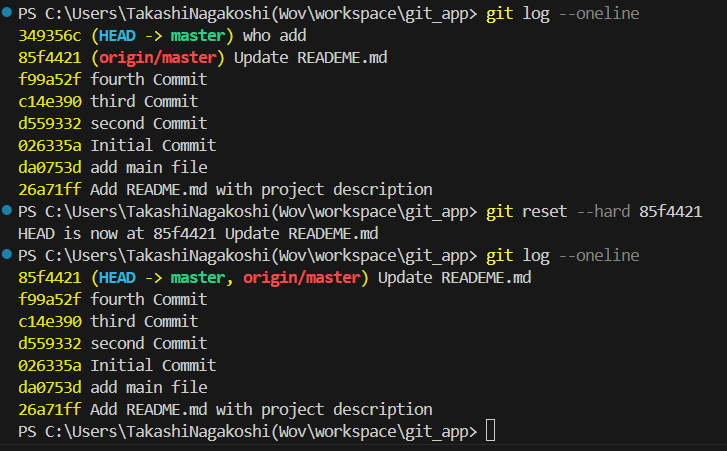 PS C:\Users\TakashiNagakoshi(Wov\workspace\git_app> git log --oneline
349356c (HEAD -> master) who add
85f4421 (origin/master) Update READEME.md
f99a52f fourth Commit
c14e390 third Commit
d559332 second Commit
026335a Initial Commit
da0753d add main file
26a71ff Add README.md with project description
PS C:\Users\TakashiNagakoshi(Wov\workspace\git_app> git reset --hard 85f4421
HEAD is now at 85f4421 Update READEME.md
PS C:\Users\TakashiNagakoshi(Wov\workspace\git_app> git log --oneline
85f4421 (HEAD -> master, origin/master) Update READEME.md
f99a52f fourth Commit
c14e390 third Commit
d559332 second Commit
026335a Initial Commit
da0753d add main file
26a71ff Add README.md with project description
PS C:\Users\TakashiNagakoshi(Wov\workspace\git_app>